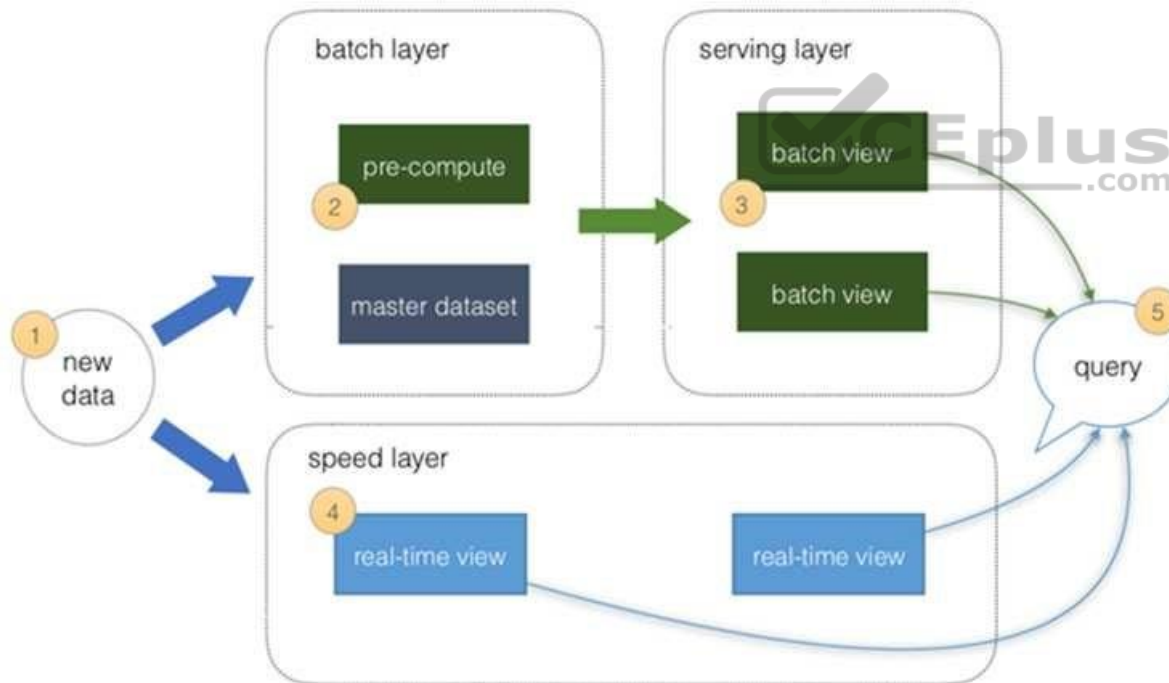 batch layer
pre-compute
2
master dataset
serving layer
batch view
3
batch view
CEplus
.com
1
new
data
5
query
speed layer
4
real-time view
real-time view